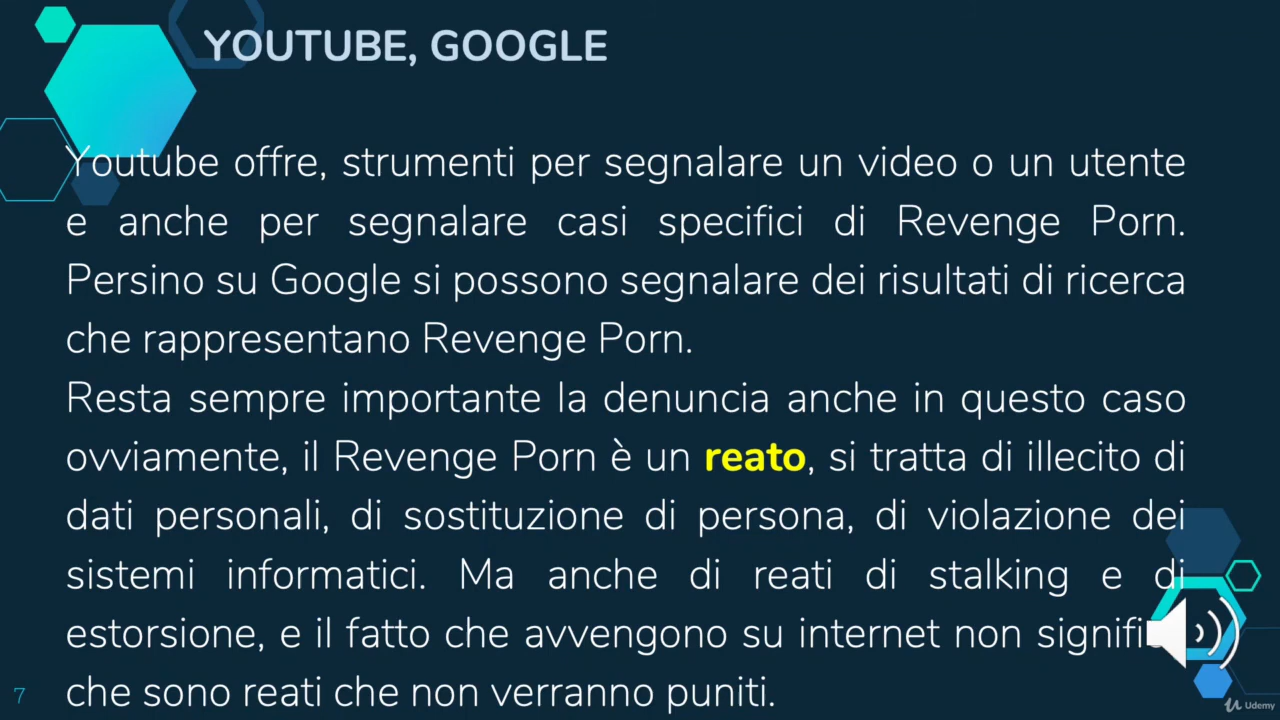 YOUTUBE, GOOGLE
Youtube offre, strumenti per segnalare un video o un utente
e anche per segnalare casi specifici di Revenge Porn.
Persino su Google si possono segnalare dei risultati di ricerca
che rappresentano Revenge Porn.
Resta sempre importante la denuncia anche in questo caso
ovviamente, il Revenge Porn è un reato, si tratta di illecito di
dati personali, di sostituzione di persona, di violazione dei
sistemi informatici. Ma anche di reati di stalking e di
estorsione, e il fatto che avvengono su internet non
che sono reati che non verranno puniti.
7
Udemy